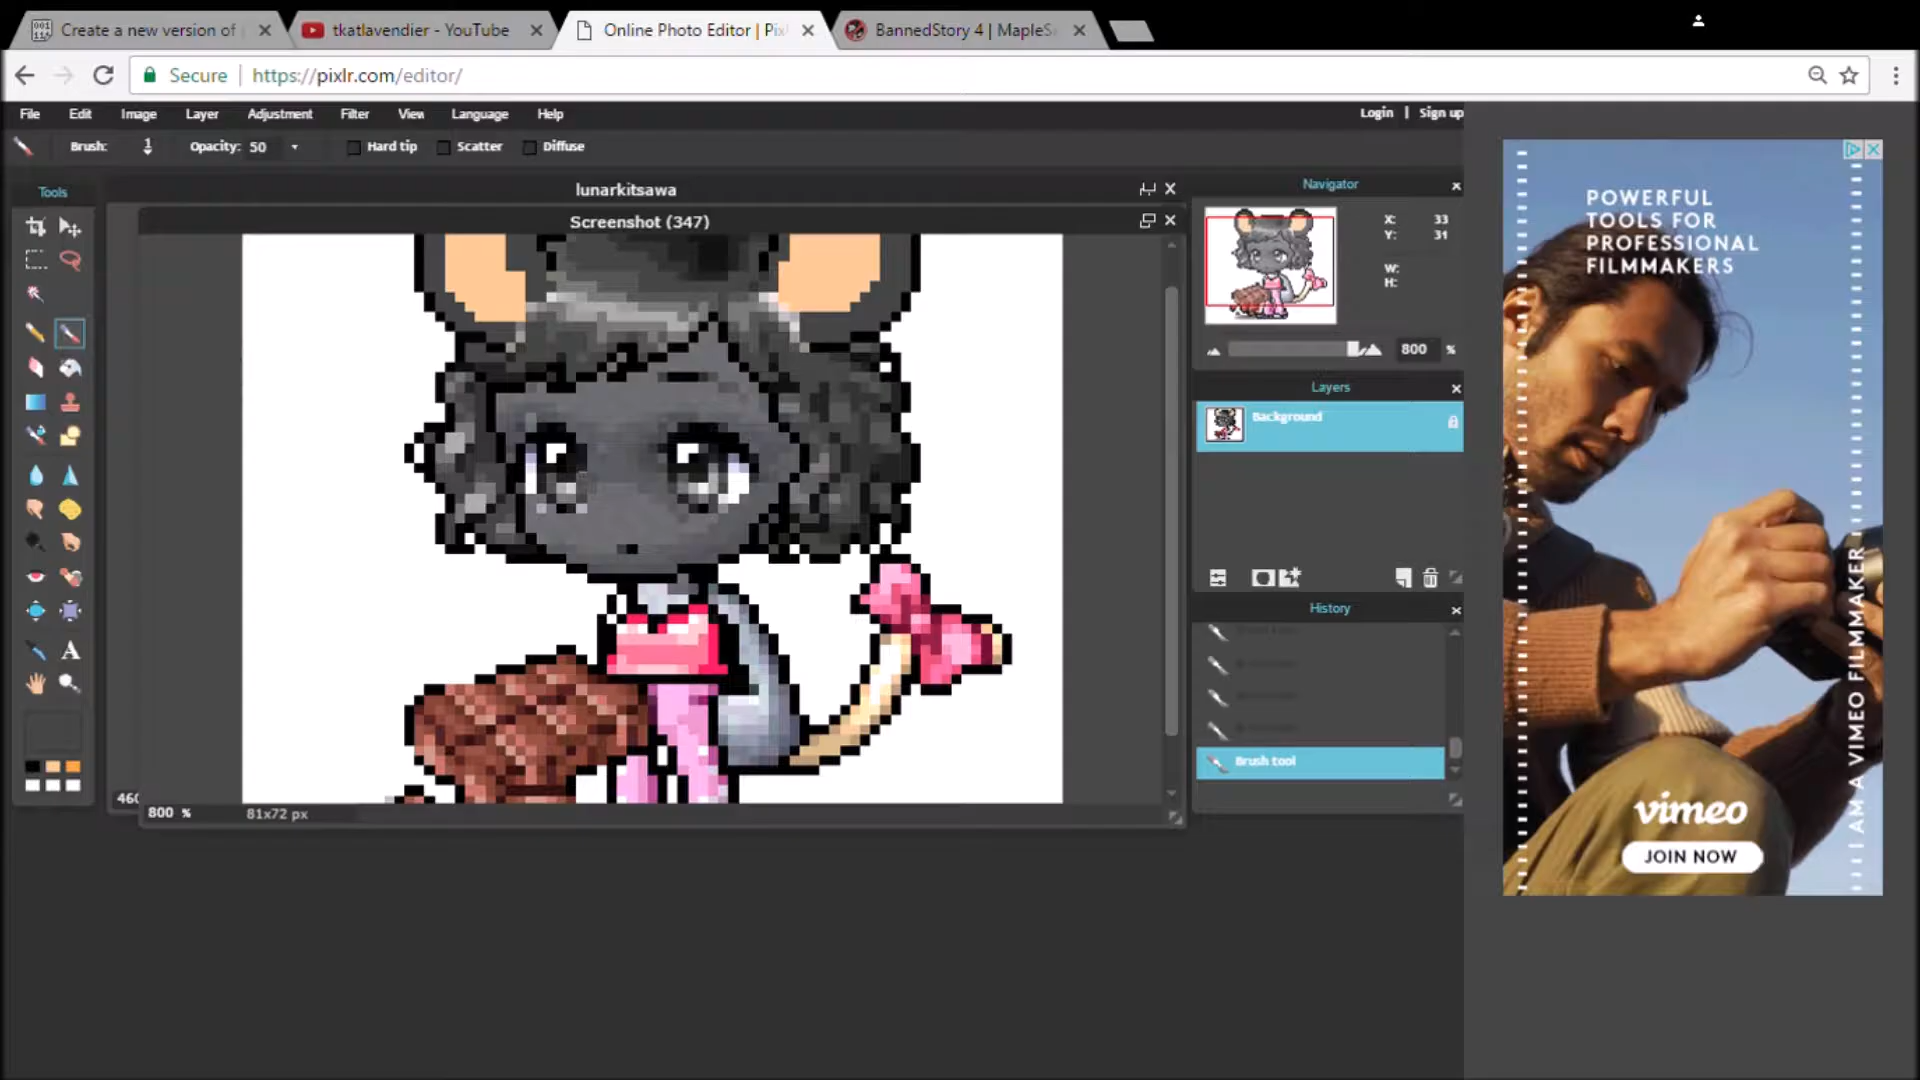 Create a new version of
tkatlavendier - YouTube
Online Photo Editor | Pixl
BannedStory 4 | MapleS
Secure
https://pixlr.com/editor/
File
Edit
Image
Layer
Adjustment
Filter
View
Language
Help
Login | Sign up
Brush:
1
Opacity: 50
Hard tip
Scatter
Diffuse
Tools
lunarkitsawa
Screenshot (347)
Navigator
X: 33
Y: 31
W:
H:
800 %
Layers
Background
History
Brush tool
460
800 %
81x72 px
POWERFUL
TOOLS FOR
PROFESSIONAL
FILMMAKERS
I AM A VIMEO FILMMAKER
vimeo
JOIN NOW